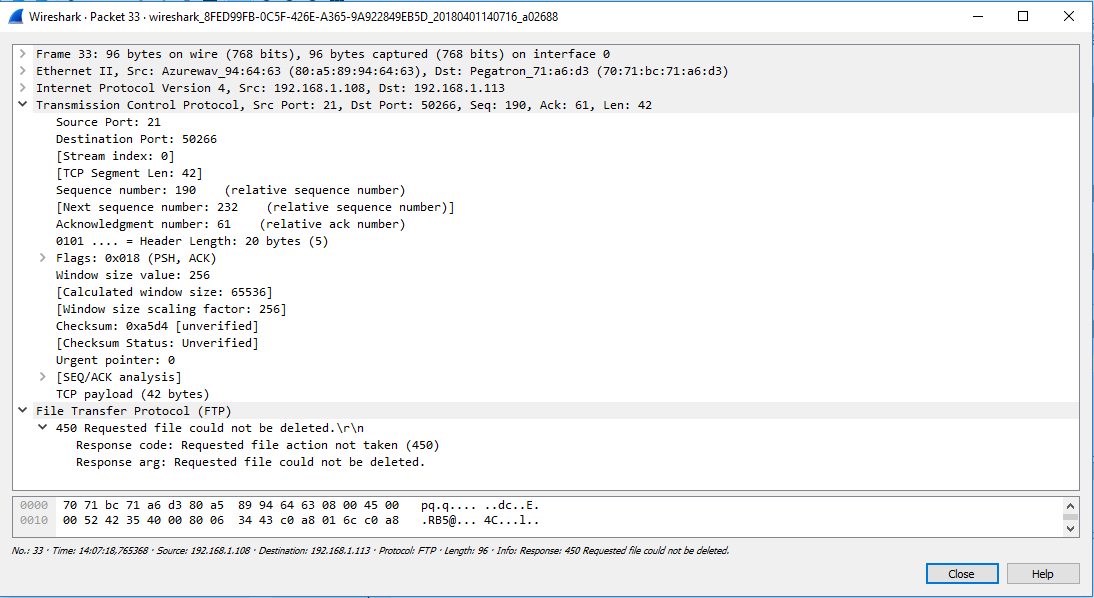 Wireshark · Packet 33 · wireshark_8FED99FB-0C5F-426E-A365-9A922849EB5D_20180401140716_a02688
Frame 33: 96 bytes on wire (768 bits), 96 bytes captured (768 bits) on interface 0
Ethernet II, Src: Azurewav_94:64:63 (80:a5:89:94:64:63), Dst: Pegatron_71:a6:d3 (70:71:bc:71:a6:d3)
Internet Protocol Version 4, Src: 192.168.1.108, Dst: 192.168.1.113
Transmission Control Protocol, Src Port: 21, Dst Port: 50266, Seq: 190, Ack: 61, Len: 42
Source Port: 21
Destination Port: 50266
[Stream index: 0]
[TCP Segment Len: 42]
Sequence number: 190    (relative sequence number)
[Next sequence number: 232    (relative sequence number)]
Acknowledgment number: 61    (relative ack number)
0101 .... = Header Length: 20 bytes (5)
Flags: 0x018 (PSH, ACK)
Window size value: 256
[Calculated window size: 65536]
[Window size scaling factor: 256]
Checksum: 0xa5d4 [unverified]
[Checksum Status: Unverified]
Urgent pointer: 0
[SEQ/ACK analysis]
TCP payload (42 bytes)
File Transfer Protocol (FTP)
450 Requested file could not be deleted.\r\n
Response code: Requested file action not taken (450)
Response arg: Requested file could not be deleted.
0000  70 71 bc 71 a6 d3 80 a5  89 94 64 63 08 00 45 00   pq.q.... ..dc..E.
0010  00 52 42 35 40 00 80 06  34 43 c0 a8 01 6c c0 a8   .RB5@... 4C...l..
No.: 33 · Time: 14:07:18,765368 · Source: 192.168.1.108 · Destination: 192.168.1.113 · Protocol: FTP · Length: 96 · Info: Response: 450 Requested file could not be deleted.
Close
Help